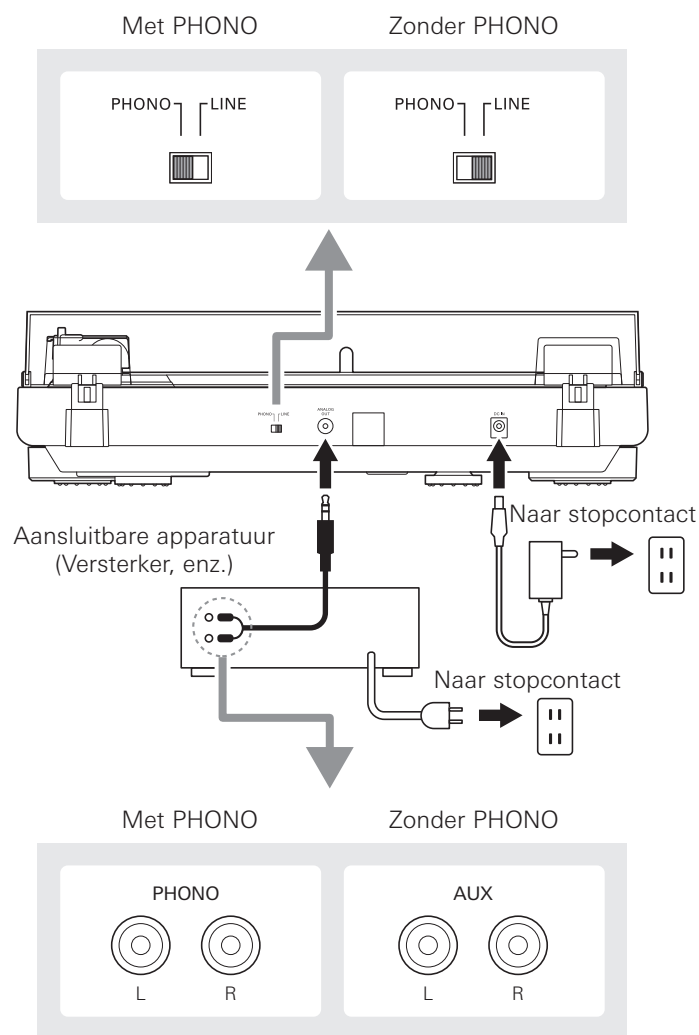 Met PHONO
Zonder PHONO
PHONO LINE
PHONO LINE
PHONO LINE
ANALOG
OUT
DC IN
Aansluitbare apparatuur
(Versterker, enz.)
Naar stopcontact
Naar stopcontact
Met PHONO
Zonder PHONO
PHONO
L R
AUX
L R